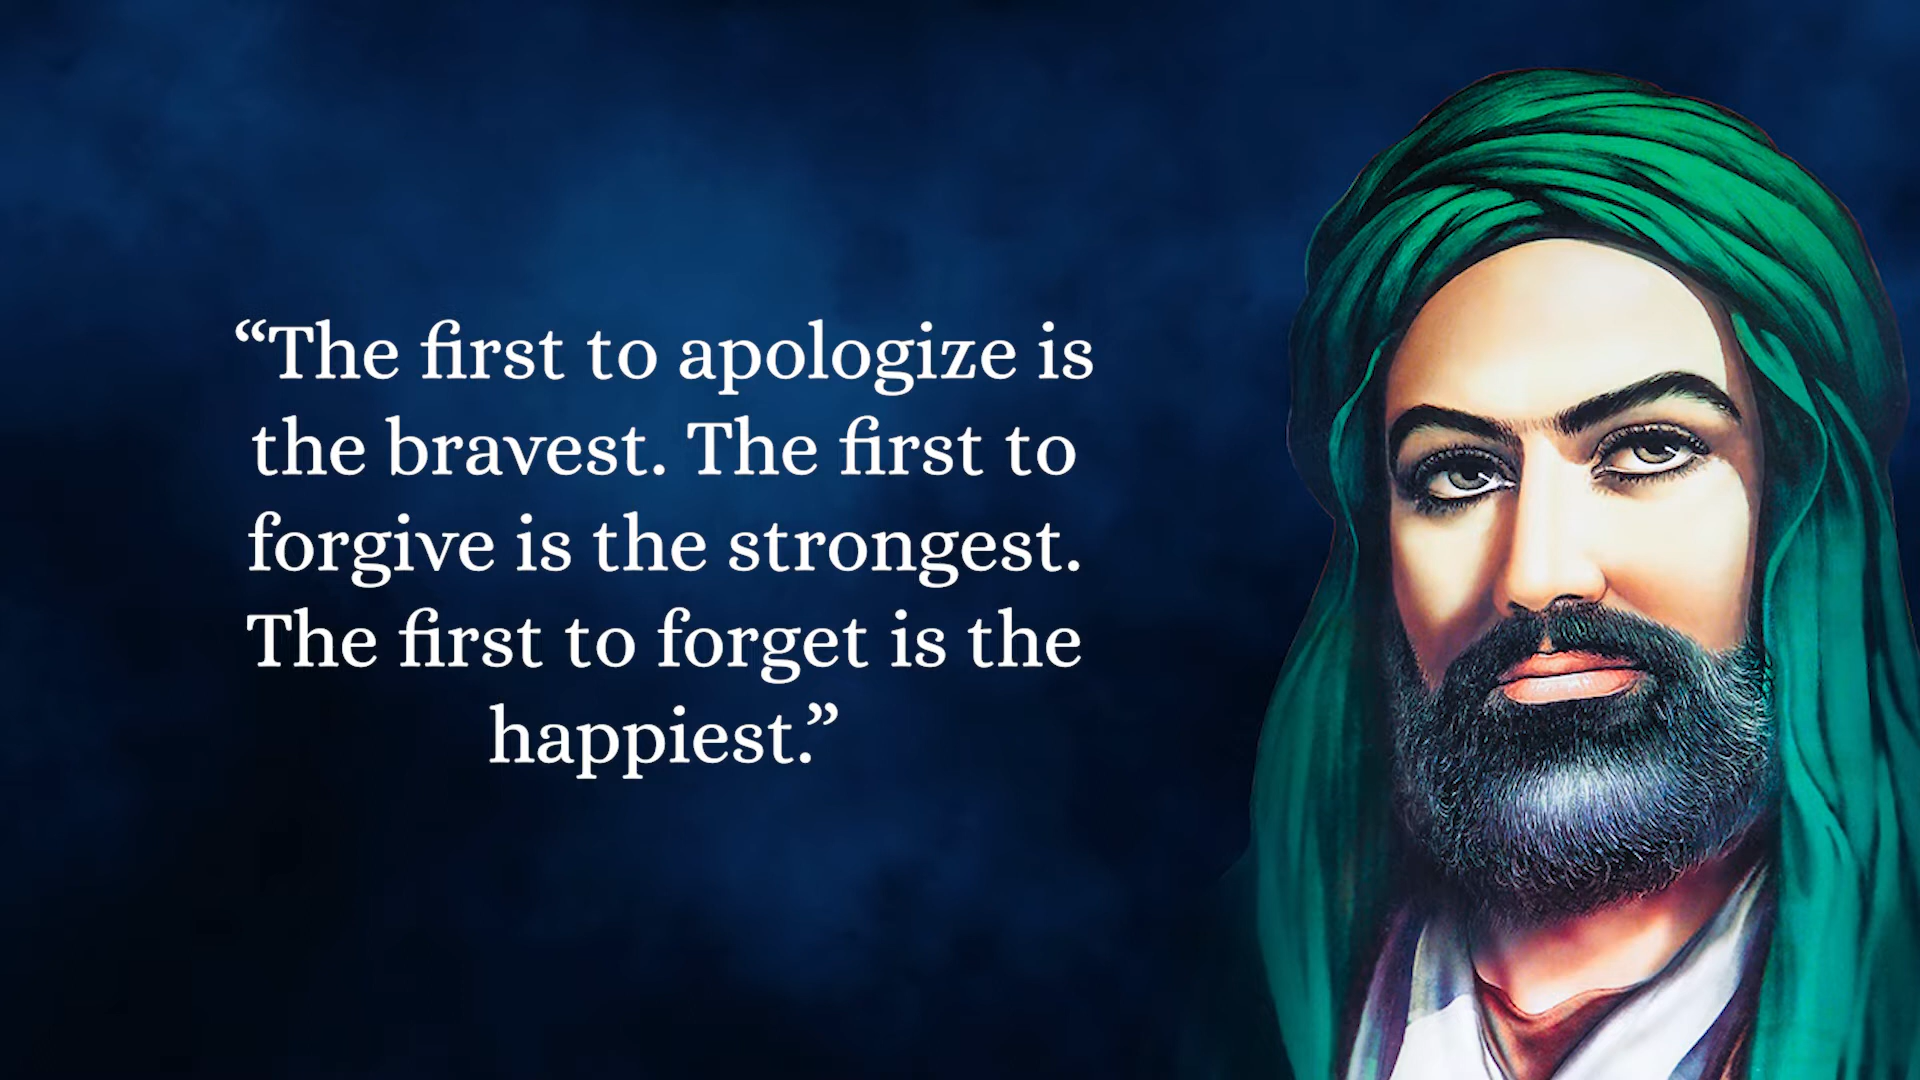 “The first to apologize is
the bravest. The first to
forgive is the strongest.
The first to forget is the
happiest.”